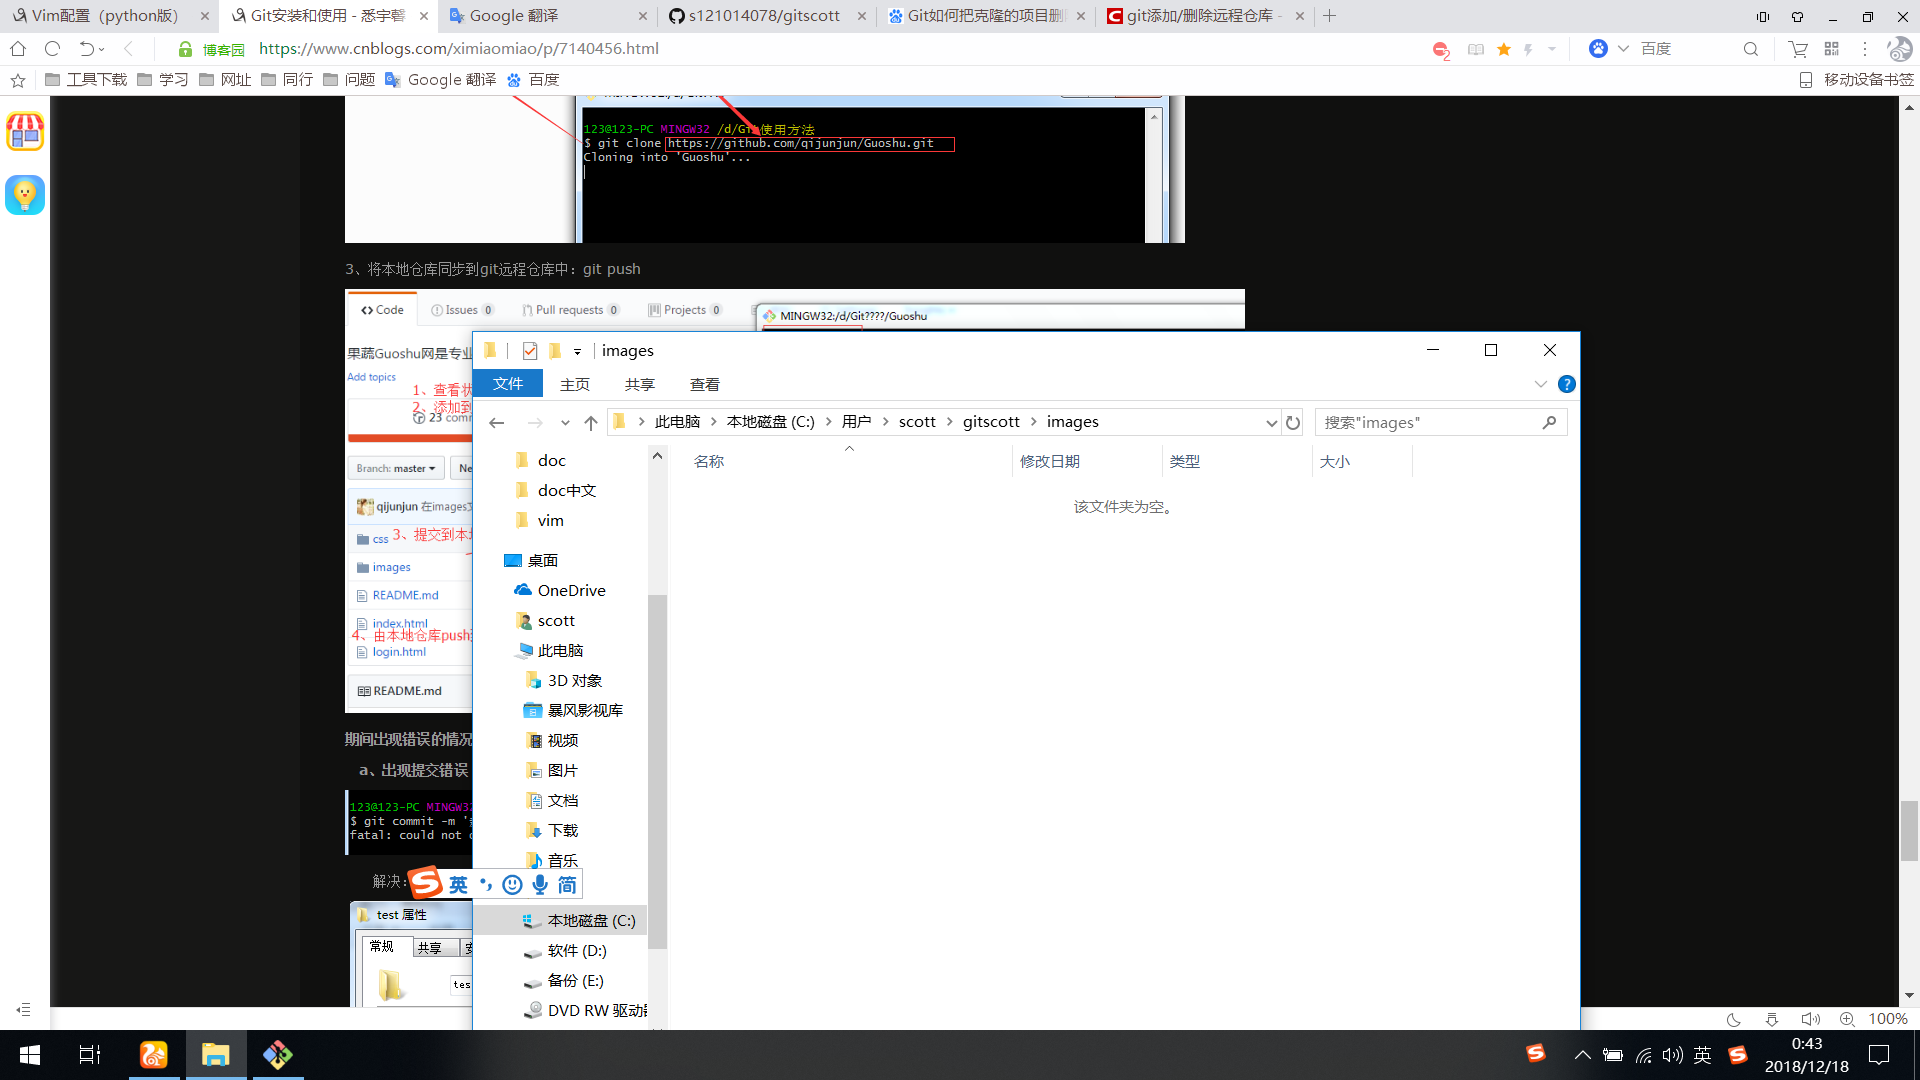 Vim配置（python版）
Git安装和使用 - 悉宇馨
Google 翻译
s121014078/gitscott
Git如何把克隆的项目删
git添加/删除远程仓库 -
博客园
https://www.cnblogs.com/ximiaomiao/p/7140456.html
2
百度
工具下载
学习
网址
同行
问题
Google 翻译
百度
移动设备书签
123@123-PC MINGW32 /d/Git使用方法
$ git clone https://github.com/qijunjun/Guoshu.git
Cloning into 'Guoshu'...
3、将本地仓库同步到git远程仓库中：git push
Code
Issues 0
Pull requests 0
Projects 0
MINGW32:/d/Git????/Guoshu
果蔬Guoshu网是专业
Add topics
1、查看状
2、添加到
23 comm
Branch: master
Ne
qijunjun 在images文
css
3、提交到本地
images
README.md
index.html
4、由本地仓库push
login.html
README.md
期间出现错误的情况
a、出现提交错误
123@123-PC MINGW32
$ git commit -m '
fatal: could not
解决：
test 属性
常规
共享
安
tes
images
文件
主页
共享
查看
此电脑
本地磁盘 (C:)
用户
scott
gitscott
images
搜索"images"
名称
修改日期
类型
大小
该文件夹为空。
doc
doc中文
vim
桌面
OneDrive
scott
此电脑
3D 对象
暴风影视库
视频
图片
文档
下载
音乐
英
简
本地磁盘 (C:)
软件 (D:)
备份 (E:)
DVD RW 驱动器
100%
英
0:43
2018/12/18